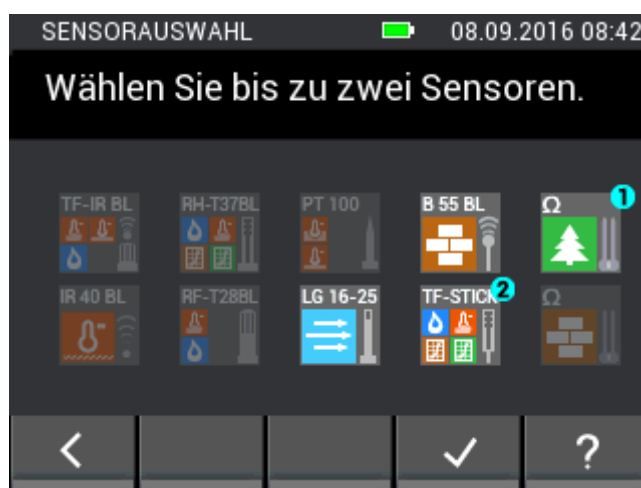 SENSORAUSWAHL 08.09.2016 08:42
Wählen Sie bis zu zwei Sensoren.
TF-IR BL RH-T37BL PT 100 B 55 BL Ω 1
IR 40 BL RF-T28BL LG 16-25 TF-STICK 2 Ω
?